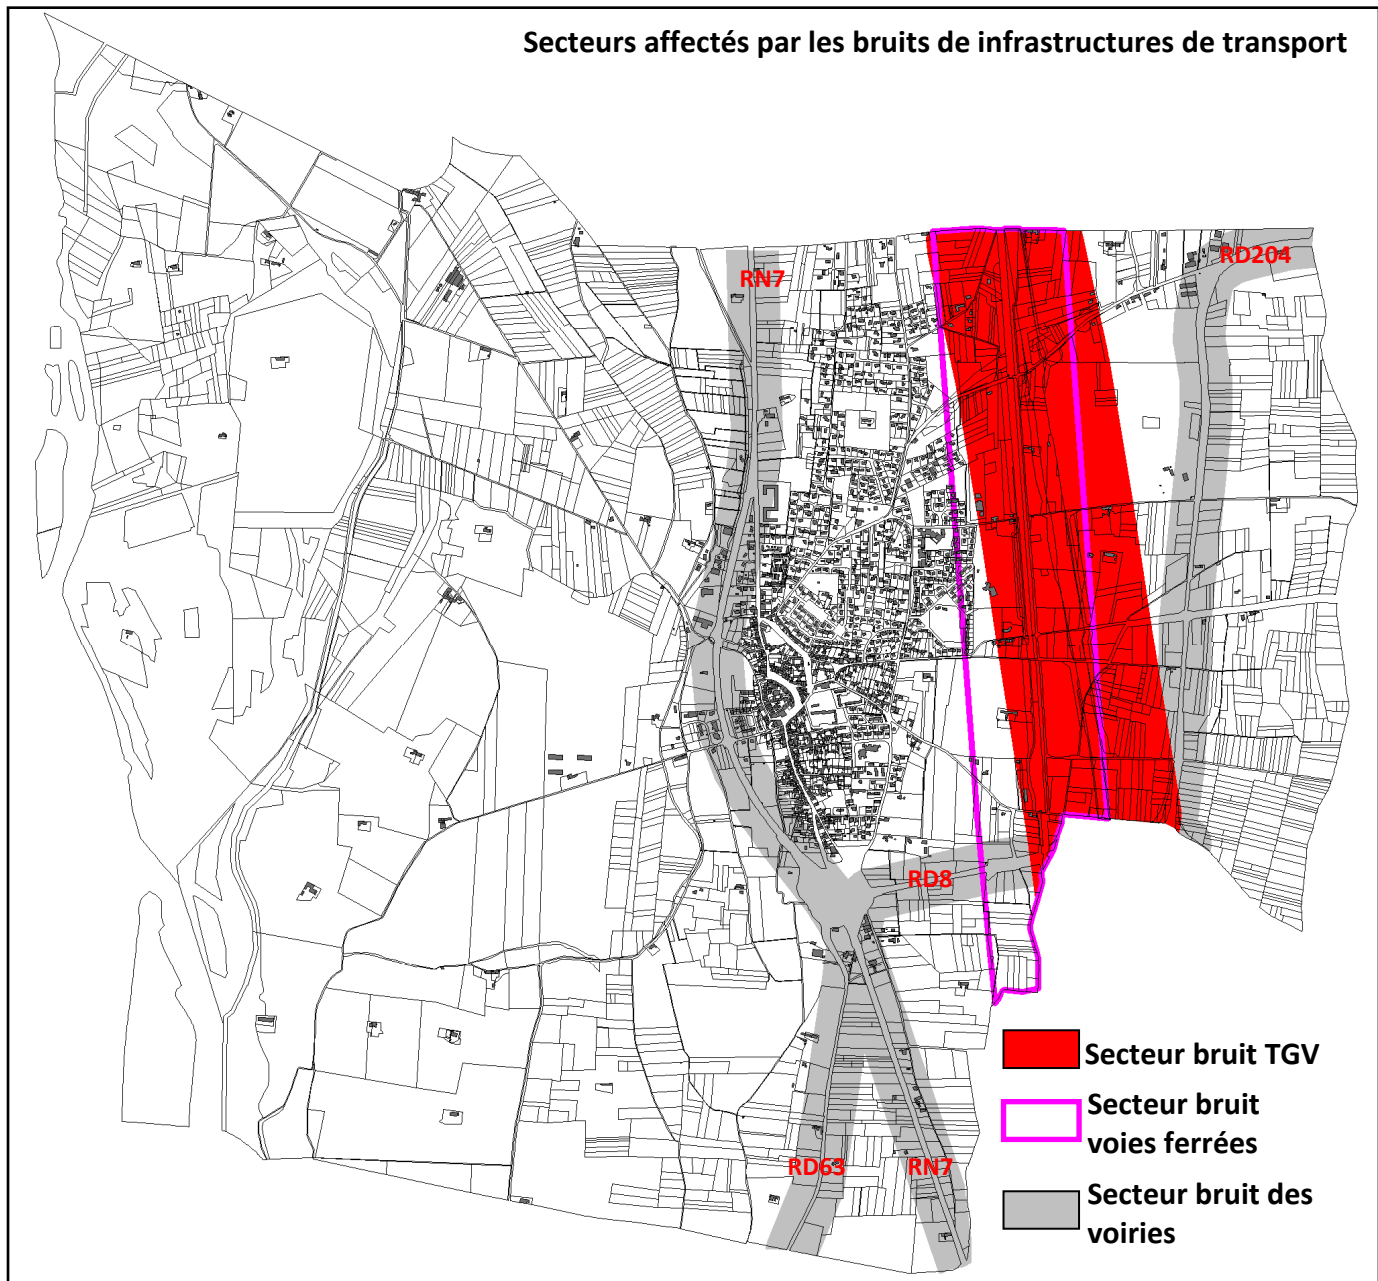 Secteurs affectés par les bruits de infrastructures de transport
RN7
RD204
RD8
RD63
RN7
Secteur bruit TGV
Secteur bruit
voies ferrées
Secteur bruit des
voiries